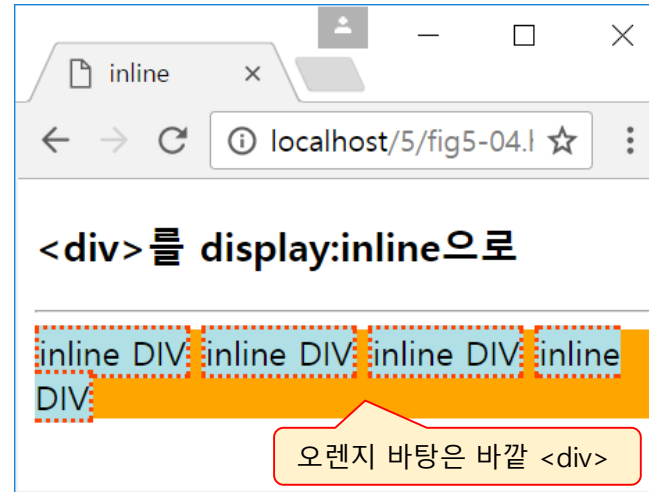 inline
localhost/5/fig5-04.
<div>를 display:inline으로
inline DIV inline DIV inline DIV inline
DIV
오렌지 바탕은 바깥 <div>